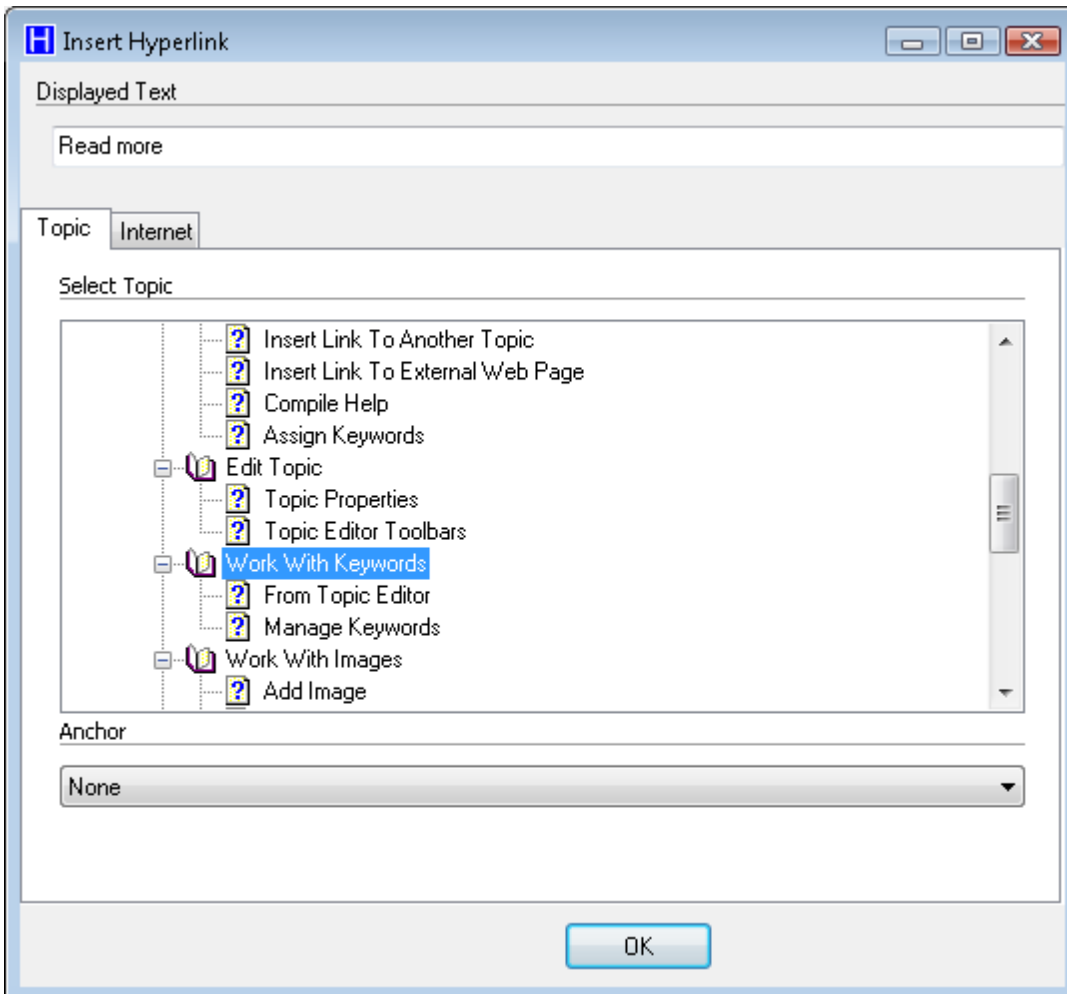 Insert Hyperlink
Displayed Text
Read more
Topic Internet
Select Topic
Insert Link To Another Topic
Insert Link To External Web Page
Compile Help
Assign Keywords
Edit Topic
Topic Properties
Topic Editor Toolbars
Work With Keywords
From Topic Editor
Manage Keywords
Work With Images
Add Image
Anchor
None
OK